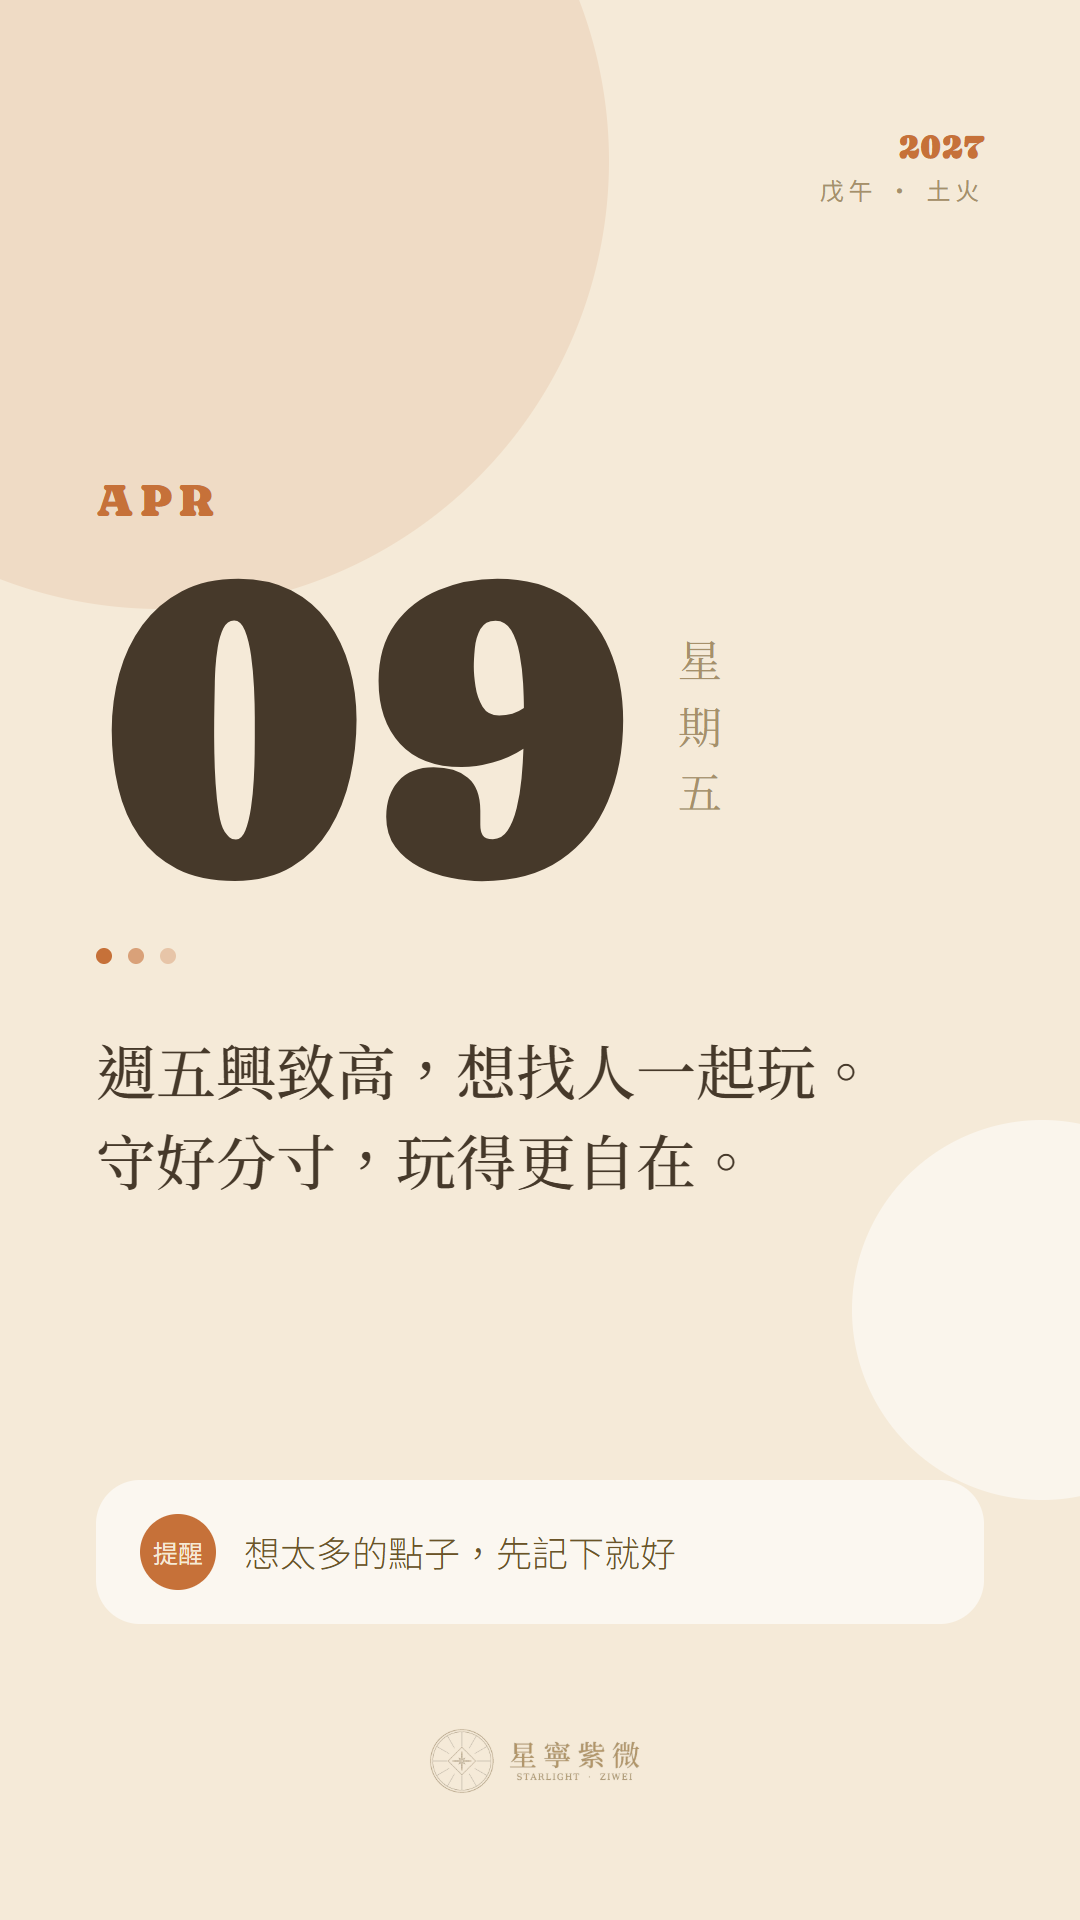 2027
戊午 · 土火
APR
09
星期五
週五興致高，想找人一起玩。
守好分寸，玩得更自在。
提醒
想太多的點子，先記下就好
星寧紫微
STARLIGHT · ZIWEI